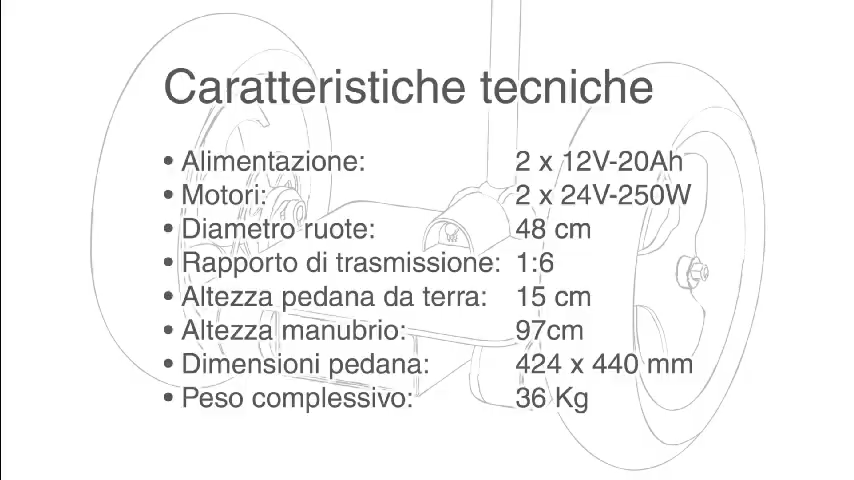 Caratteristiche tecniche
• Alimentazione: 2 x 12V-20Ah
• Motori: 2 x 24V-250W
• Diametro ruote: 48 cm
• Rapporto di trasmissione: 1:6
• Altezza pedana da terra: 15 cm
• Altezza manubrio: 97cm
• Dimensioni pedana: 424 x 440 mm
• Peso complessivo: 36 Kg